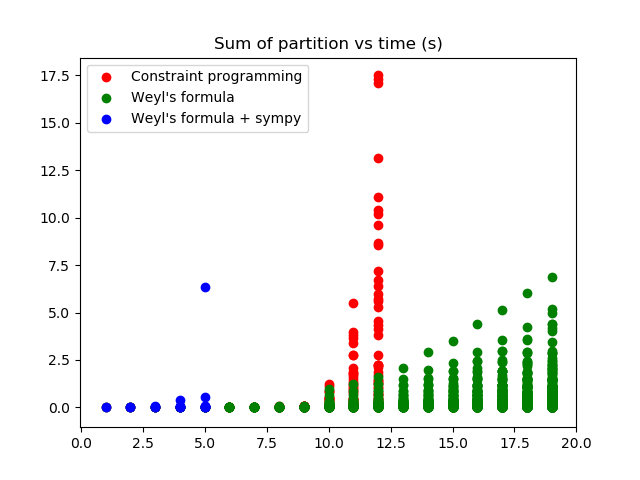 Sum of partition vs time (s)
Constraint programming
Weyl's formula
Weyl's formula + sympy
17.5
15.0
12.5
10.0
7.5
5.0
2.5
0.0
0.0 2.5 5.0 7.5 10.0 12.5 15.0 17.5 20.0